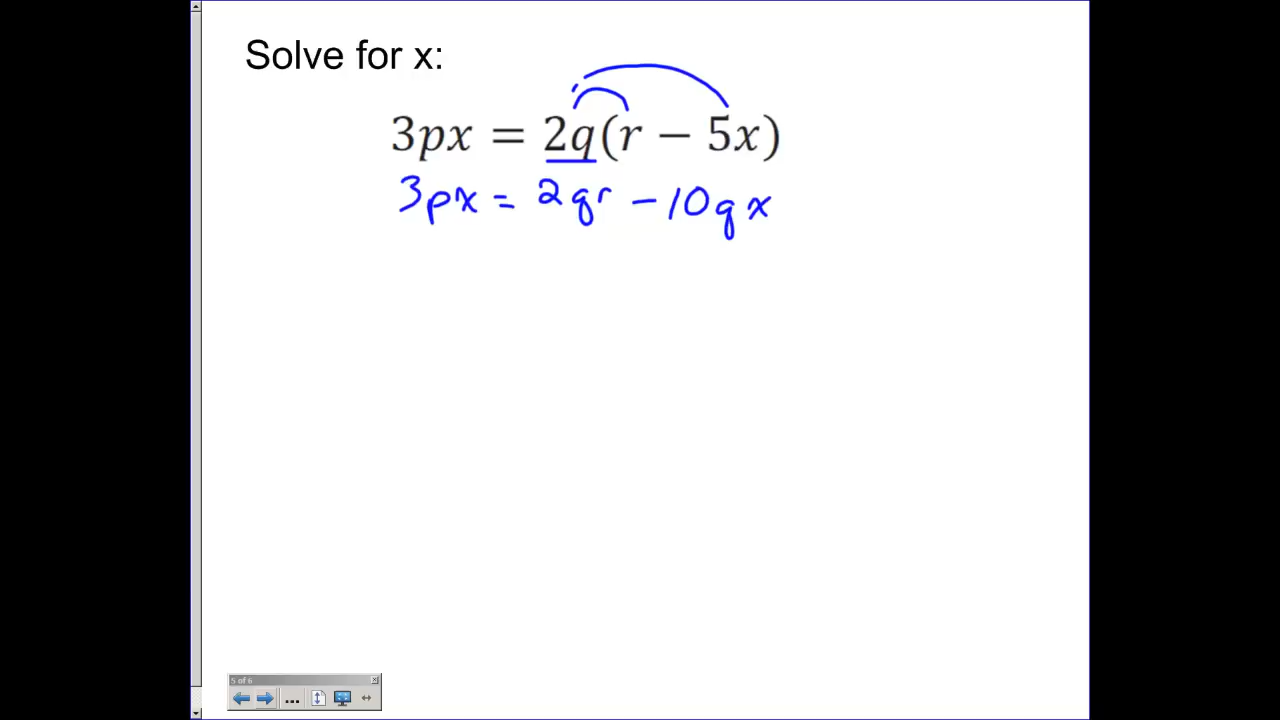 Solve for x:
3px = 2q(r − 5x)
3px = 2qr − 10qx
5 of 6
...